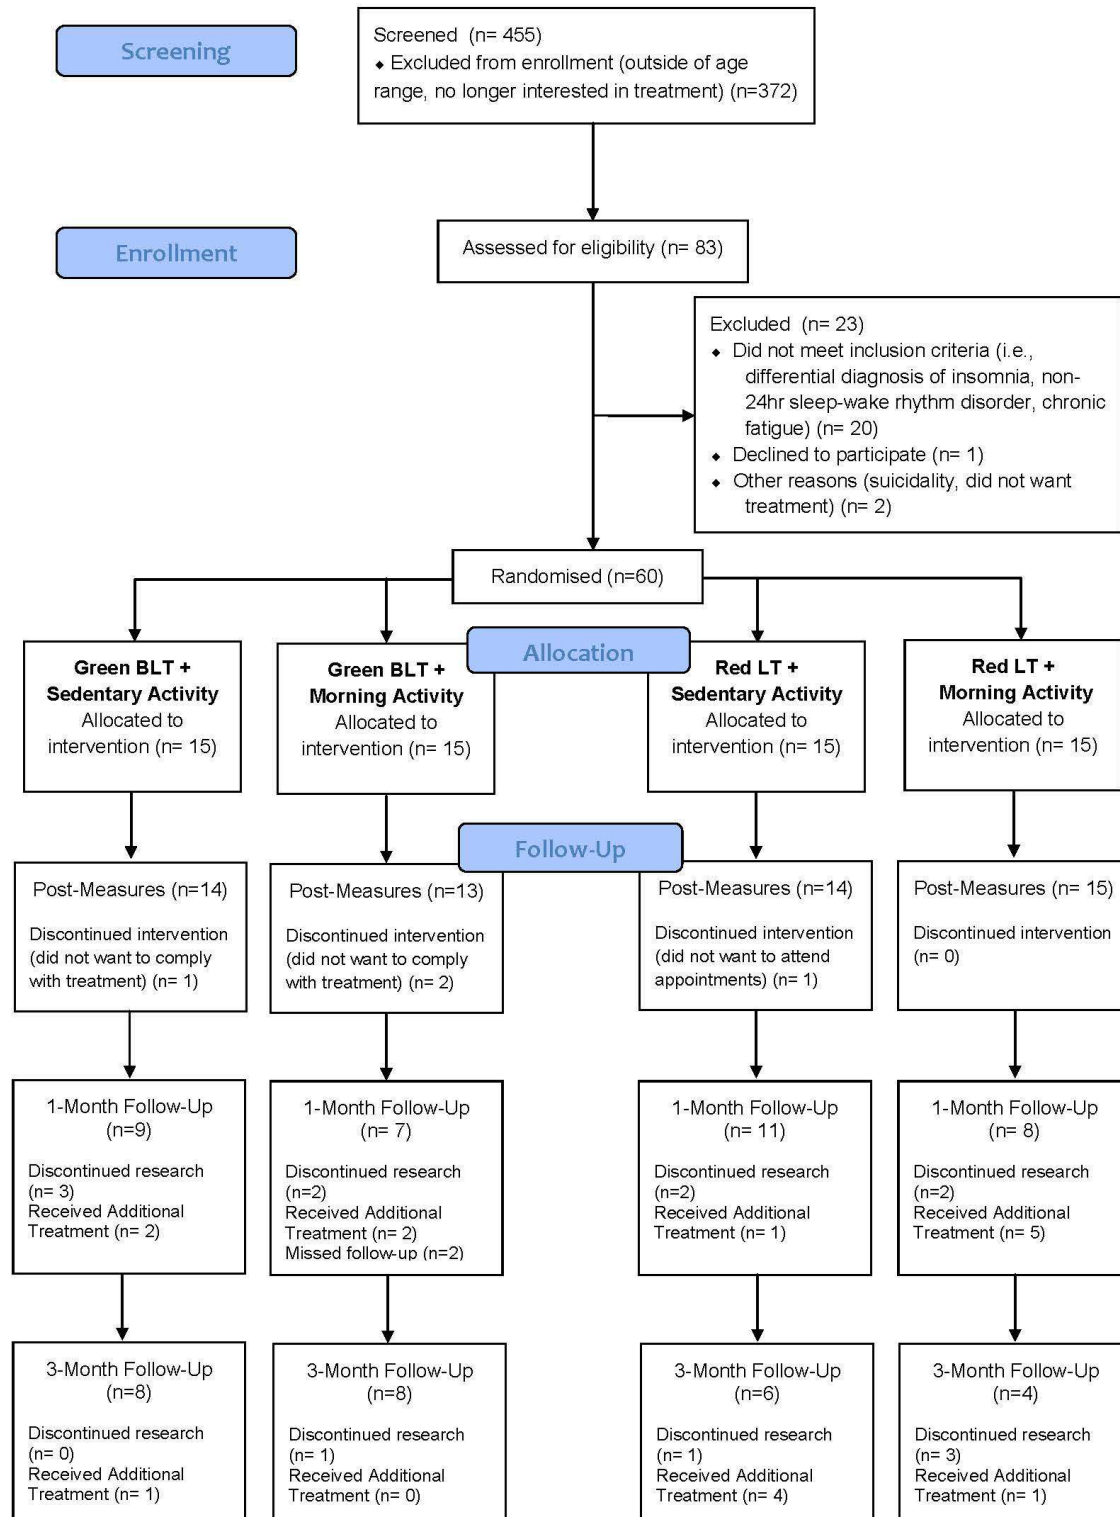 Screening
Screened (n= 455)
◆ Excluded from enrollment (outside of age
range, no longer interested in treatment) (n=372)
Enrollment
Assessed for eligibility (n= 83)
Excluded (n= 23)
◆ Did not meet inclusion criteria (i.e.,
differential diagnosis of insomnia, non-
24hr sleep-wake rhythm disorder, chronic
fatigue) (n= 20)
◆ Declined to participate (n= 1)
◆ Other reasons (suicidality, did not want
treatment) (n= 2)
Randomised (n=60)
Allocation
Green BLT +
Sedentary Activity
Allocated to
intervention (n= 15)
Green BLT +
Morning Activity
Allocated to
intervention (n= 15)
Red LT +
Sedentary Activity
Allocated to
intervention (n= 15)
Red LT +
Morning Activity
Allocated to
intervention (n= 15)
Follow-Up
Post-Measures (n=14)
Discontinued intervention
(did not want to comply
with treatment) (n= 1)
Post-Measures (n=13)
Discontinued intervention
(did not want to comply
with treatment) (n= 2)
Post-Measures (n=14)
Discontinued intervention
(did not want to attend
appointments) (n= 1)
Post-Measures (n= 15)
Discontinued intervention
(n= 0)
1-Month Follow-Up
(n=9)
Discontinued research
(n= 3)
Received Additional
Treatment (n= 2)
1-Month Follow-Up
(n= 7)
Discontinued research
(n=2)
Received Additional
Treatment (n= 2)
Missed follow-up (n=2)
1-Month Follow-Up
(n= 11)
Discontinued research
(n=2)
Received Additional
Treatment (n= 1)
1-Month Follow-Up
(n= 8)
Discontinued research
(n=2)
Received Additional
Treatment (n= 5)
3-Month Follow-Up
(n=8)
Discontinued research
(n= 0)
Received Additional
Treatment (n= 1)
3-Month Follow-Up
(n=8)
Discontinued research
(n= 1)
Received Additional
Treatment (n= 0)
3-Month Follow-Up
(n=6)
Discontinued research
(n= 1)
Received Additional
Treatment (n= 4)
3-Month Follow-Up
(n=4)
Discontinued research
(n= 3)
Received Additional
Treatment (n= 1)